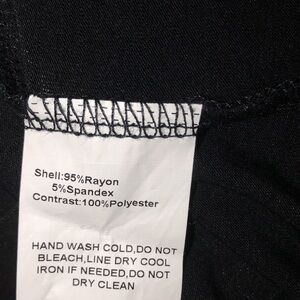 Shell:95%Rayon
5%Spandex
Contrast:100%Polyester
HAND WASH COLD,DO NOT
BLEACH,LINE DRY COOL
IRON IF NEEDED,DO NOT
DRY CLEAN